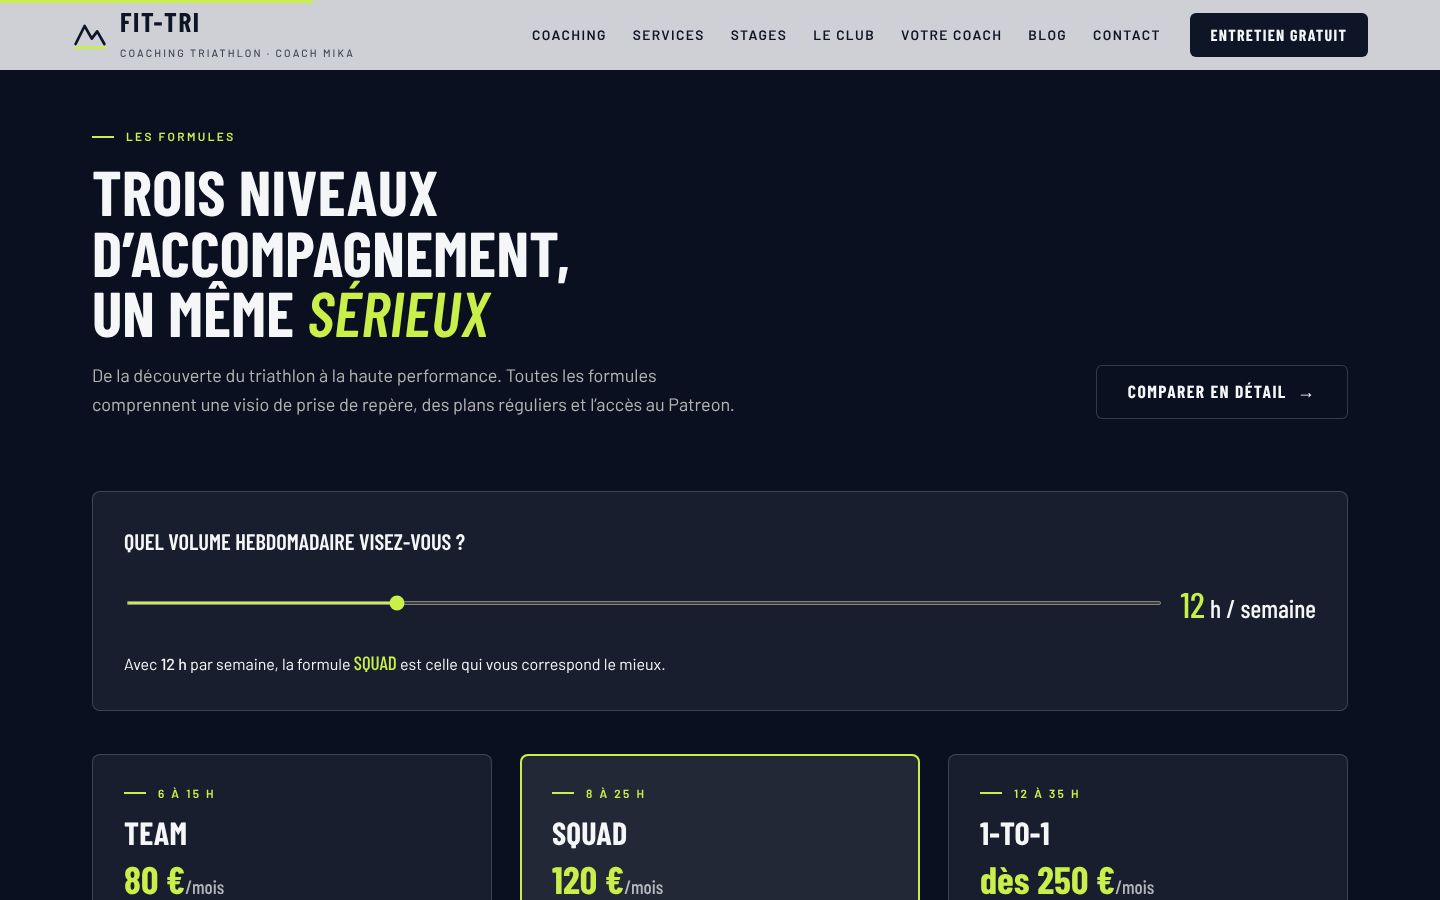 FIT-TRI
COACHING TRIATHLON · COACH MIKA
COACHING SERVICES STAGES LE CLUB VOTRE COACH BLOG CONTACT ENTRETIEN GRATUIT
LES FORMULES
TROIS NIVEAUX
D’ACCOMPAGNEMENT,
UN MÊME SÉRIEUX
De la découverte du triathlon à la haute performance. Toutes les formules
comprennent une visio de prise de repère, des plans réguliers et l’accès au Patreon.
COMPARER EN DÉTAIL →
QUEL VOLUME HEBDOMADAIRE VISEZ-VOUS ?
12 h / semaine
Avec 12 h par semaine, la formule SQUAD est celle qui vous correspond le mieux.
6 À 15 H
TEAM
80 €/mois
8 À 25 H
SQUAD
120 €/mois
12 À 35 H
1-TO-1
dès 250 €/mois